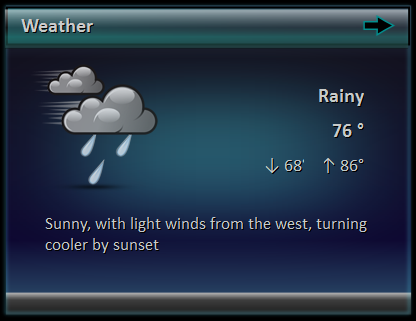 Weather
Rainy
76 °
↓ 68' ↑ 86°
Sunny, with light winds from the west, turning
cooler by sunset